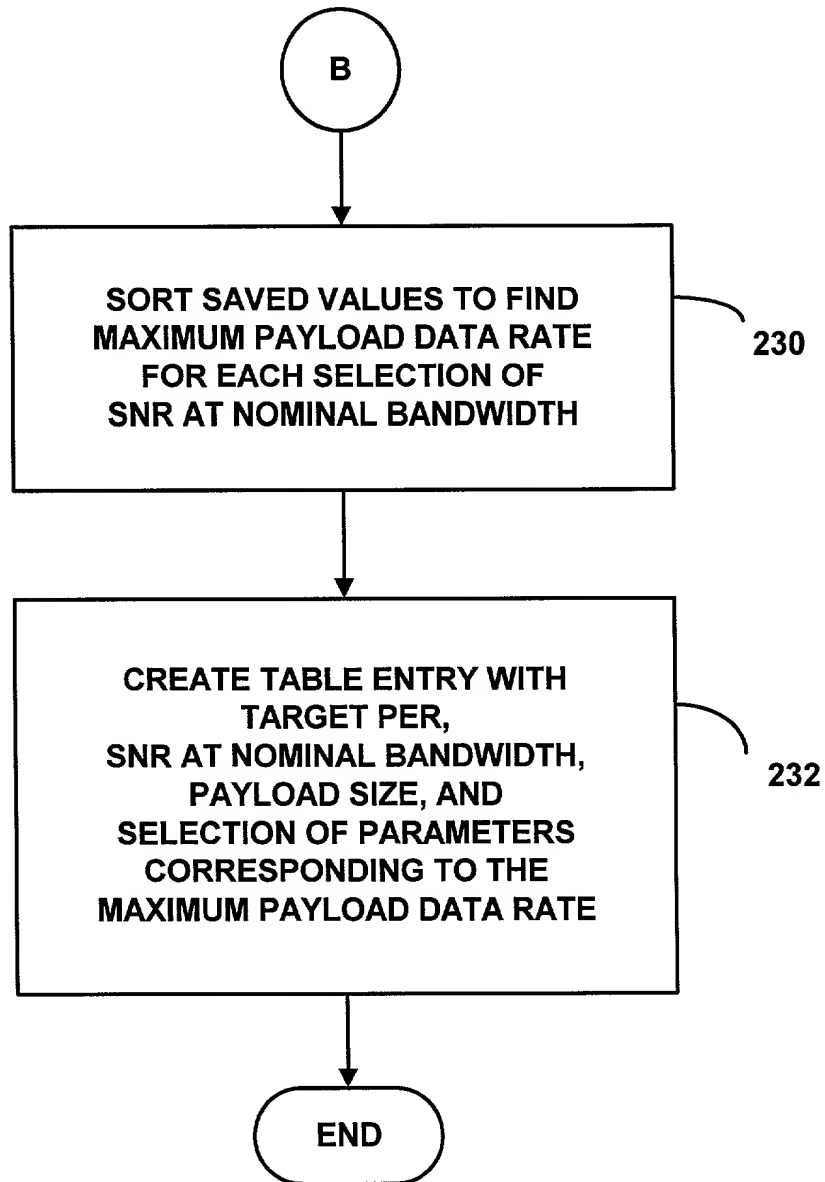 B
SORT SAVED VALUES TO FIND
MAXIMUM PAYLOAD DATA RATE
FOR EACH SELECTION OF
SNR AT NOMINAL BANDWIDTH
230
CREATE TABLE ENTRY WITH
TARGET PER,
SNR AT NOMINAL BANDWIDTH,
PAYLOAD SIZE, AND
SELECTION OF PARAMETERS
CORRESPONDING TO THE
MAXIMUM PAYLOAD DATA RATE
232
END